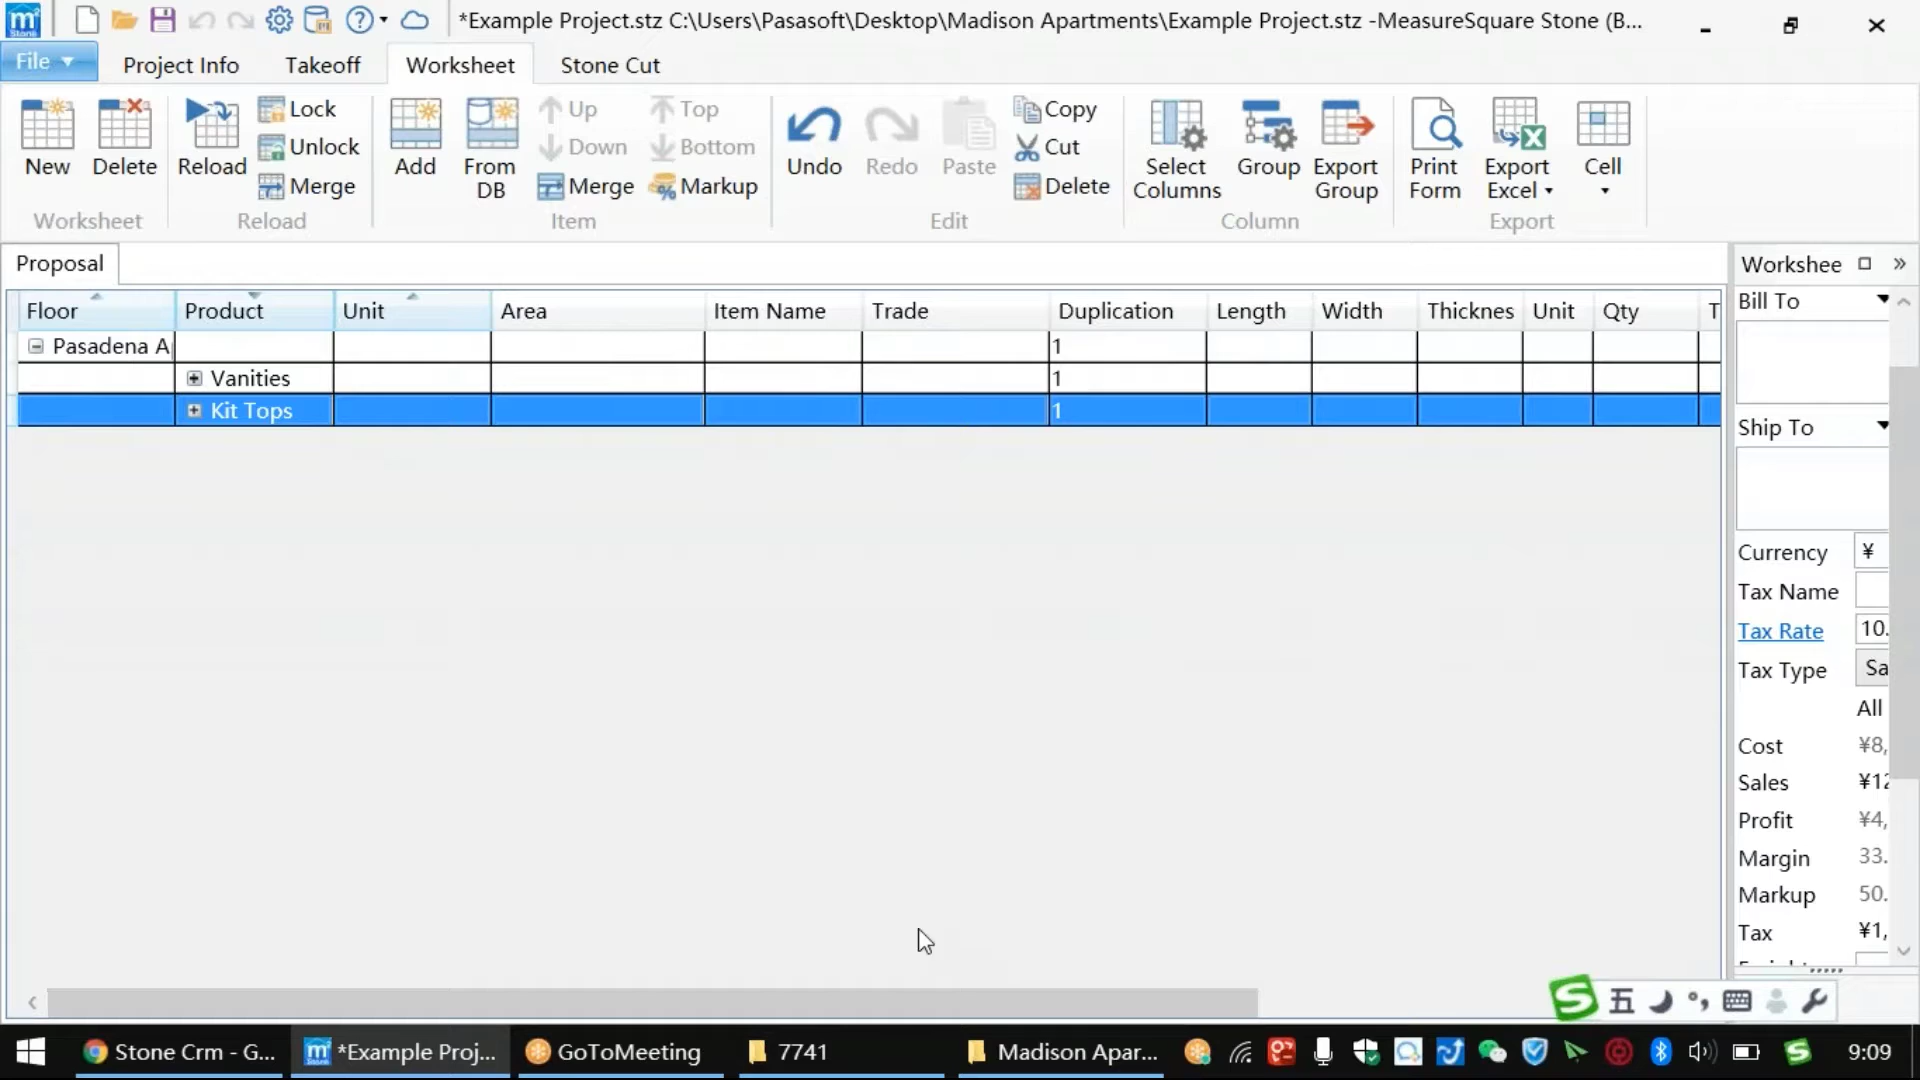 m² Stone
*Example Project.stz C:\Users\Pasasoft\Desktop\Madison Apartments\Example Project.stz -MeasureSquare Stone (B...
File
Project Info
Takeoff
Worksheet
Stone Cut
New
Delete
Worksheet
Reload
Lock
Unlock
Merge
Reload
Add
From DB
Up
Down
Merge
Top
Bottom
Markup
Item
Undo
Redo
Paste
Copy
Cut
Delete
Edit
Select Columns
Group
Export Group
Column
Print Form
Export Excel
Cell
Export
Proposal
Floor Product Unit Area Item Name Trade Duplication Length Width Thicknes Unit Qty T
Pasadena A 1
Vanities 1
Kit Tops 1
Workshee
Bill To
Ship To
Currency ¥
Tax Name
Tax Rate 10.
Tax Type Sa
All
Cost ¥8,
Sales ¥12
Profit ¥4,
Margin 33.
Markup 50.
Tax ¥1,
五
Stone Crm - G...
*Example Proj...
GoToMeeting
7741
Madison Apar...
9:09